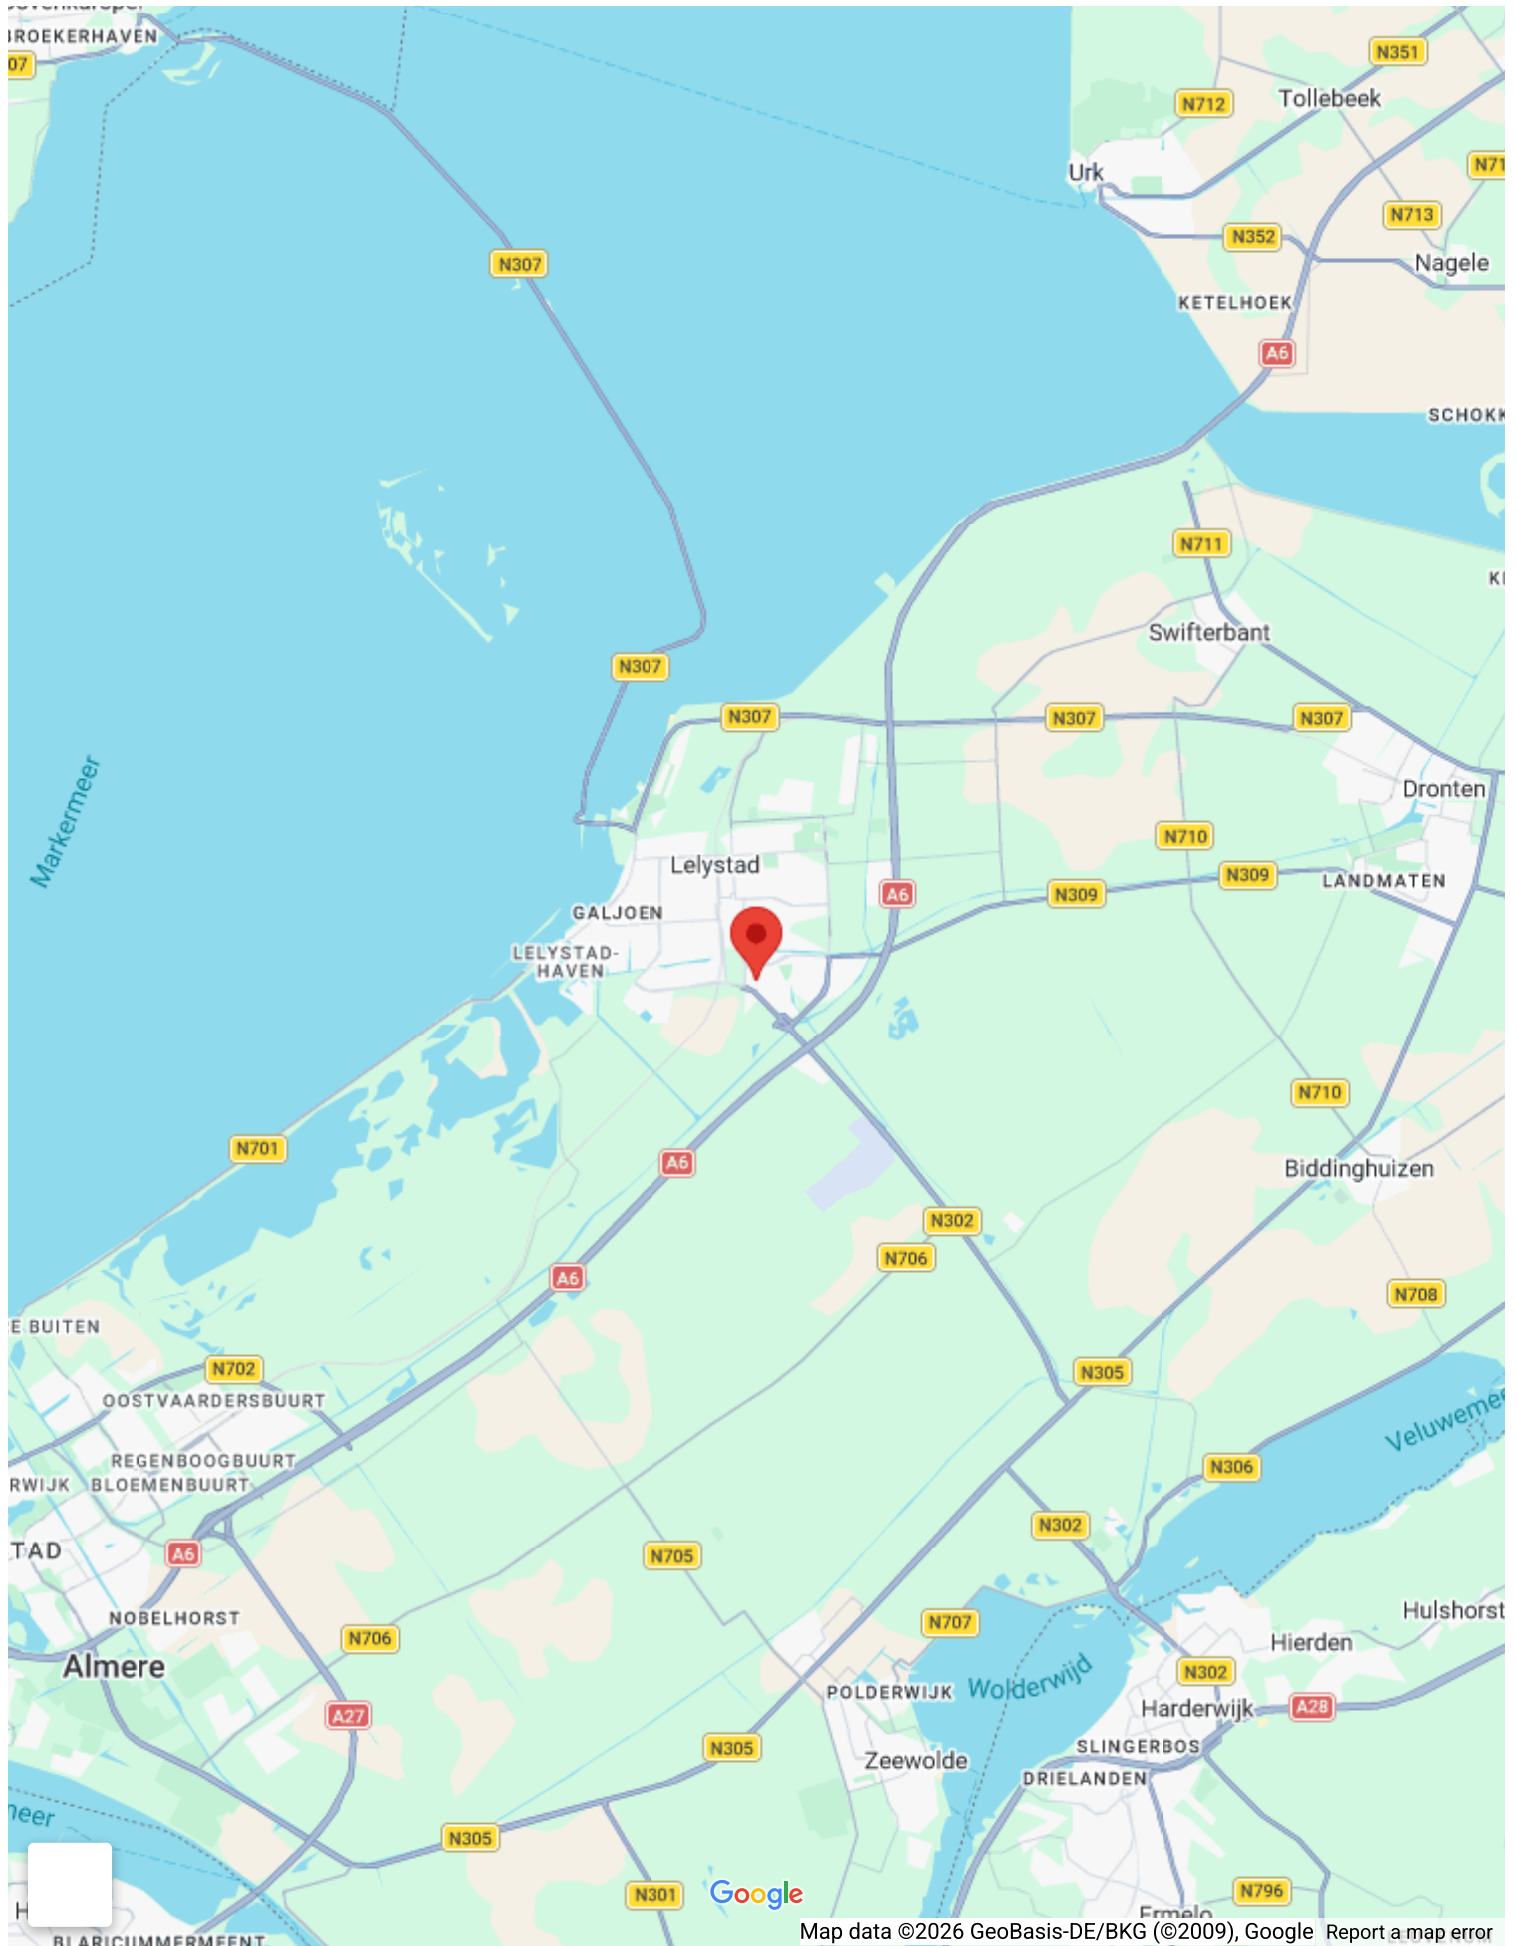 BROEKERHAVEN
07
N351
N712
Tollebeek
Urk
N713
N352
N307
Nagele
KETELHOEK
A6
N711
Swifterbant
N307
N307
N307
N307
Dronten
Markermeer
N710
Lelystad
N309
LANDMATEN
A6
N309
GALJOEN
LELYSTAD-
HAVEN
N710
N701
A6
Biddinghuizen
N302
N706
A6
N708
E BUITEN
N702
N305
OOSTVAARDERSBUURT
REGENBOOGBUURT
N306
RWIJK
BLOEMENBUURT
N302
TAD
A6
N705
NOBELHORST
N707
Hulshorst
N706
Hierden
Almere
N302
Wolderwijd
POLDERWIJK
A27
Harderwijk
A28
N305
SLINGERBOS
Zeewolde
DRIELANDEN
N305
N301
Google
N796
Ermelo
Map data ©2026 GeoBasis-DE/BKG (©2009), Google
Report a map error